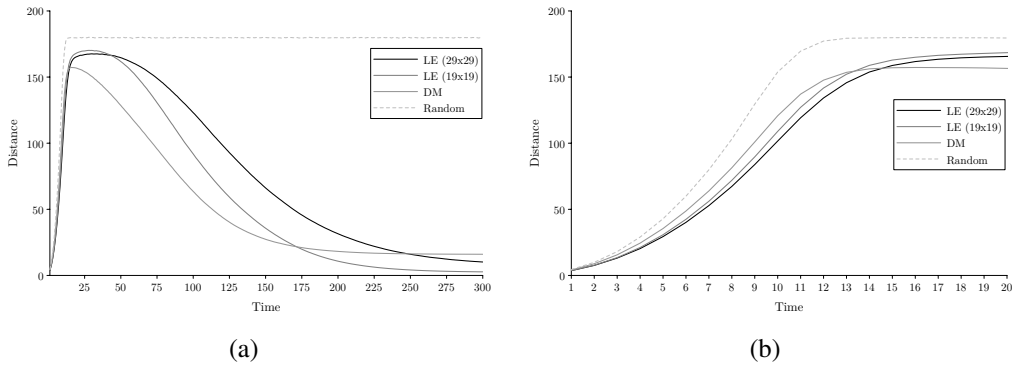 200
150
100
50
0
Distance
25 50 75 100 125 150 175 200 225 250 275 300
Time
LE (29x29)
LE (19x19)
DM
Random
(a)
200
150
100
50
0
Distance
1 2 3 4 5 6 7 8 9 10 11 12 13 14 15 16 17 18 19 20
Time
LE (29x29)
LE (19x19)
DM
Random
(b)